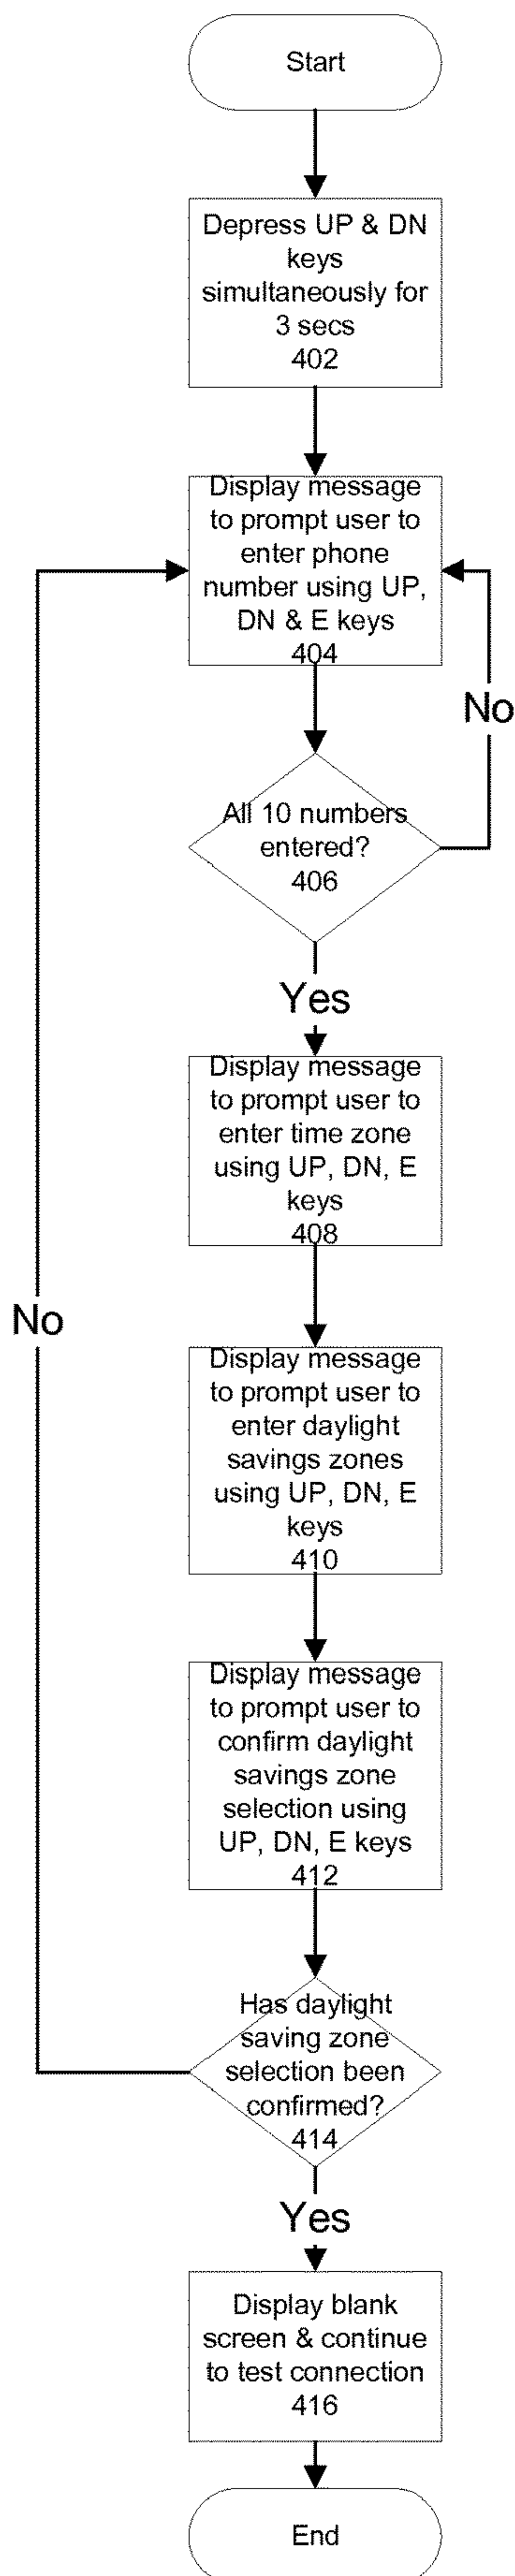 Start
Depress UP & DN
keys
simultaneously for
3 secs
402
Display message
to prompt user to
enter phone
number using UP,
DN & E keys
404
No
All 10 numbers
entered?
406
Yes
Display message
to prompt user to
enter time zone
using UP, DN, E
keys
408
No
Display message
to prompt user to
enter daylight
savings zones
using UP, DN, E
keys
410
Display message
to prompt user to
confirm daylight
savings zone
selection using
UP, DN, E keys
412
Has daylight
saving zone
selection been
confirmed?
414
Yes
Display blank
screen & continue
to test connection
416
End